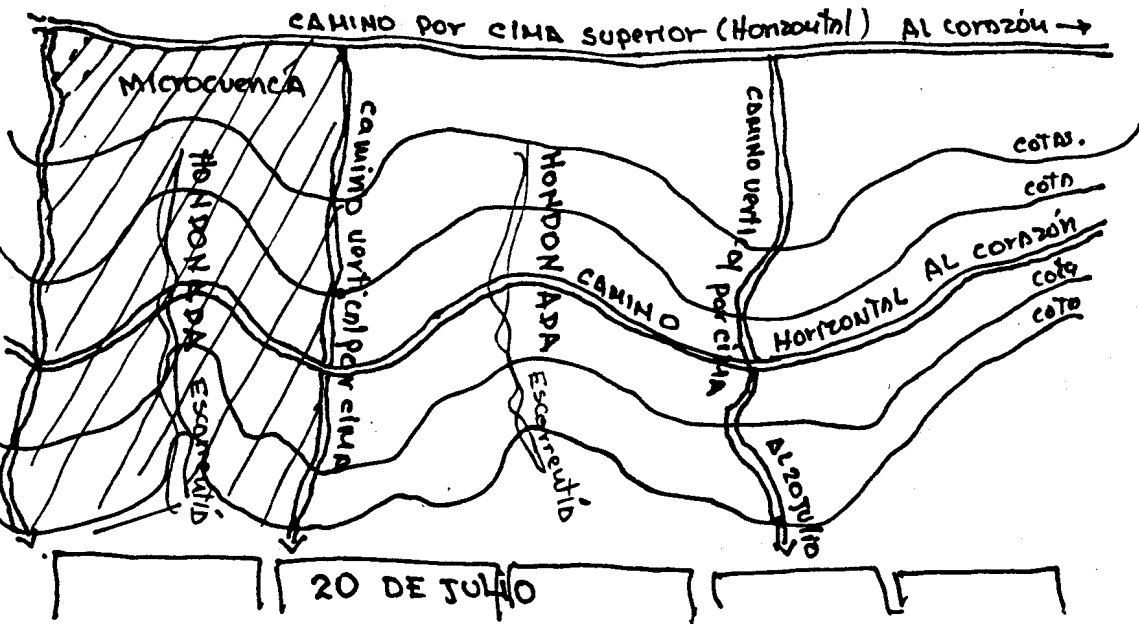 CAMINO por CIMA superior (Horizontal) Al corazón →
Microcuenca
camino vertical por cima
CAMINO vertical por CIMA
AL 20 JULIO
HONDONADA
Escorrentía
HONDONADA
Escorrentía
CAMINO
HORIZONTAL AL CORAZÓN
COTAS.
COTA
COTA
COTA
20 DE JULIO